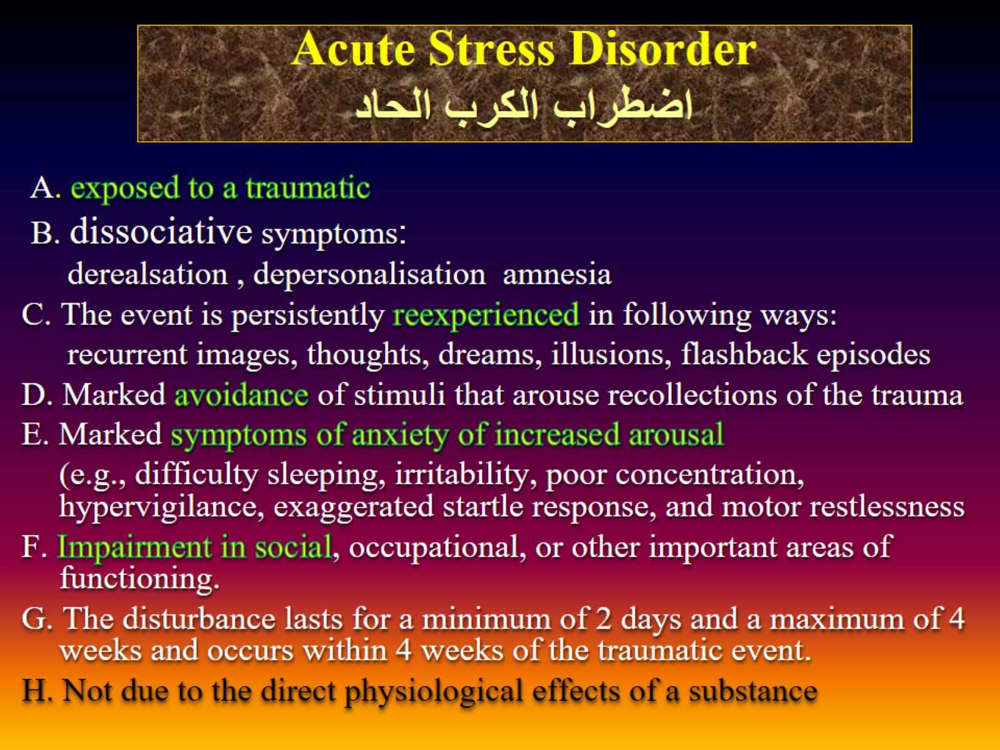 Acute Stress Disorder
اضطراب الكرب الحاد
A. exposed to a traumatic
B. dissociative symptoms:
derealsation , depersonalisation amnesia
C. The event is persistently reexperienced in following ways:
recurrent images, thoughts, dreams, illusions, flashback episodes
D. Marked avoidance of stimuli that arouse recollections of the trauma
E. Marked symptoms of anxiety of increased arousal
(e.g., difficulty sleeping, irritability, poor concentration,
hypervigilance, exaggerated startle response, and motor restlessness
F. Impairment in social, occupational, or other important areas of
functioning.
G. The disturbance lasts for a minimum of 2 days and a maximum of 4
weeks and occurs within 4 weeks of the traumatic event.
H. Not due to the direct physiological effects of a substance